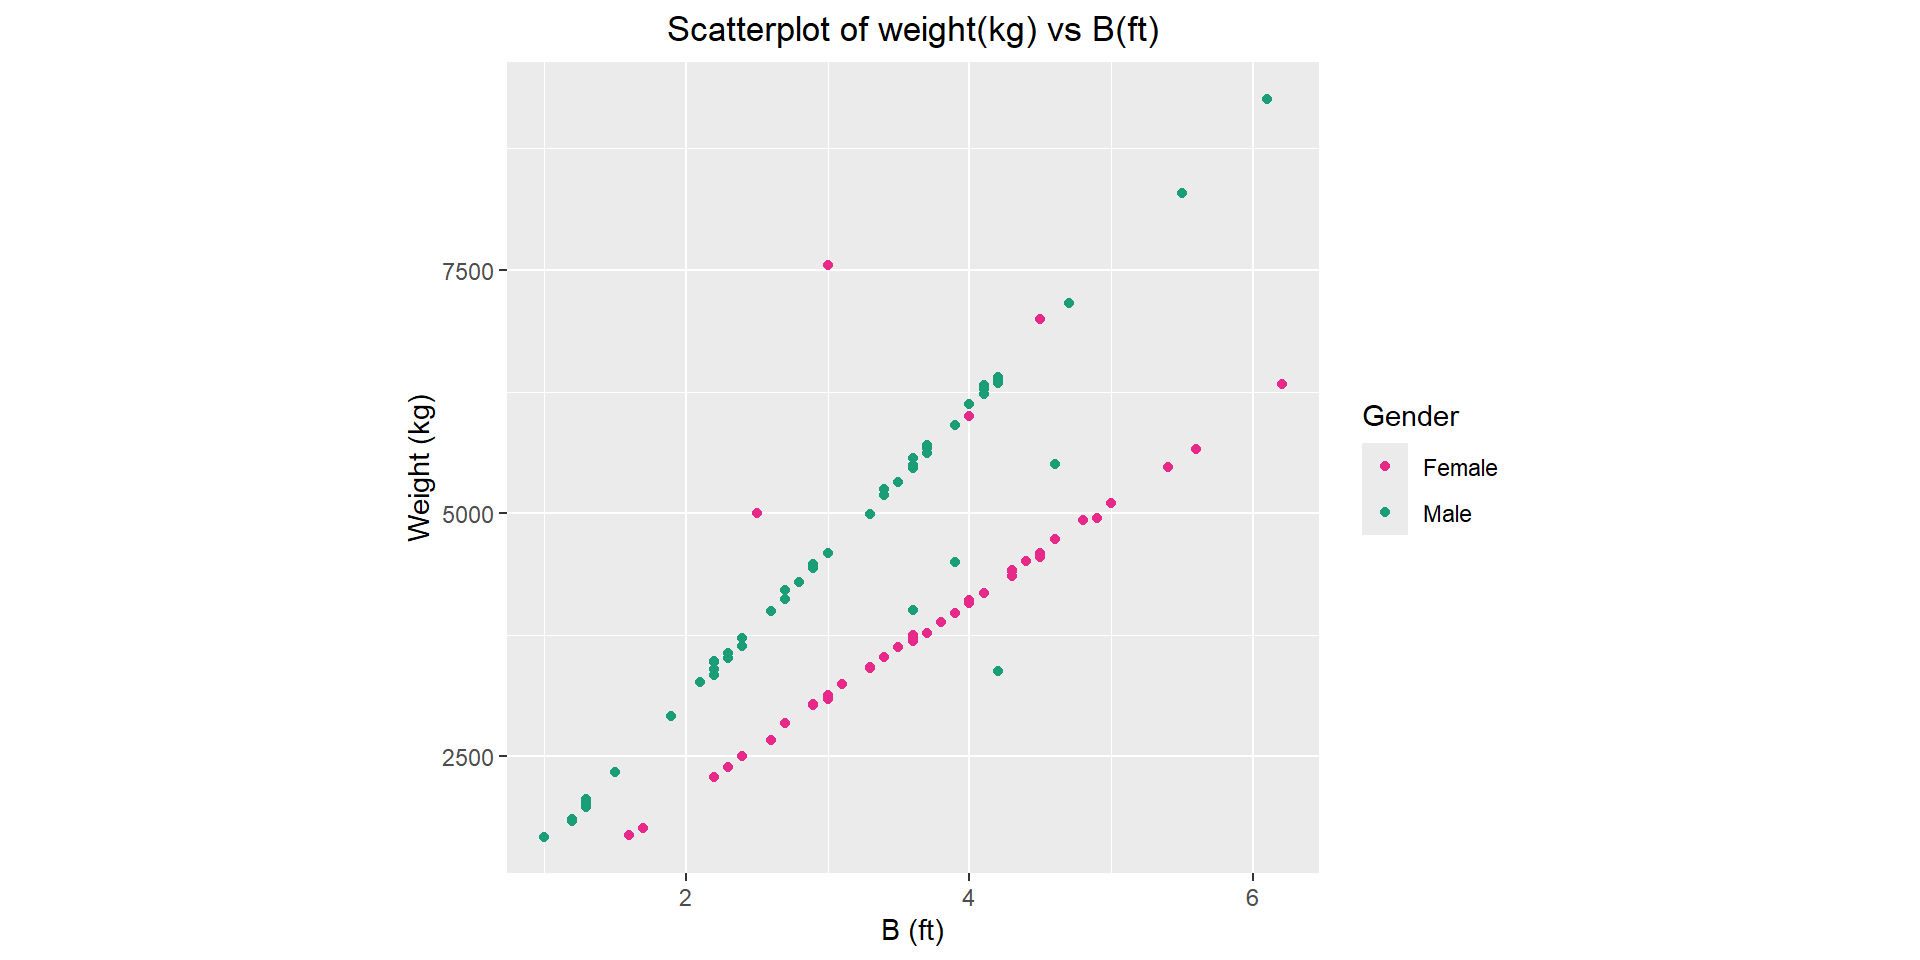 Scatterplot of weight(kg) vs B(ft)
Weight (kg)
7500
5000
2500
2
4
6
B (ft)
Gender
Female
Male